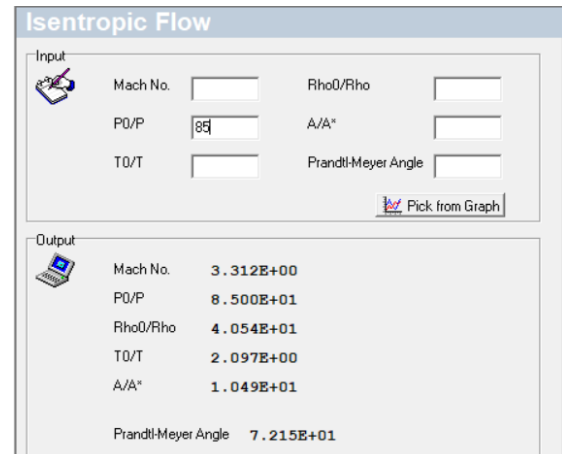 Isentropic Flow
Input
Mach No.
Rho0/Rho
P0/P 85
A/A*
T0/T
Prandtl-Meyer Angle
Pick from Graph
Output
Mach No. 3.312E+00
P0/P 8.500E+01
Rho0/Rho 4.054E+01
T0/T 2.097E+00
A/A* 1.049E+01
Prandtl-Meyer Angle 7.215E+01